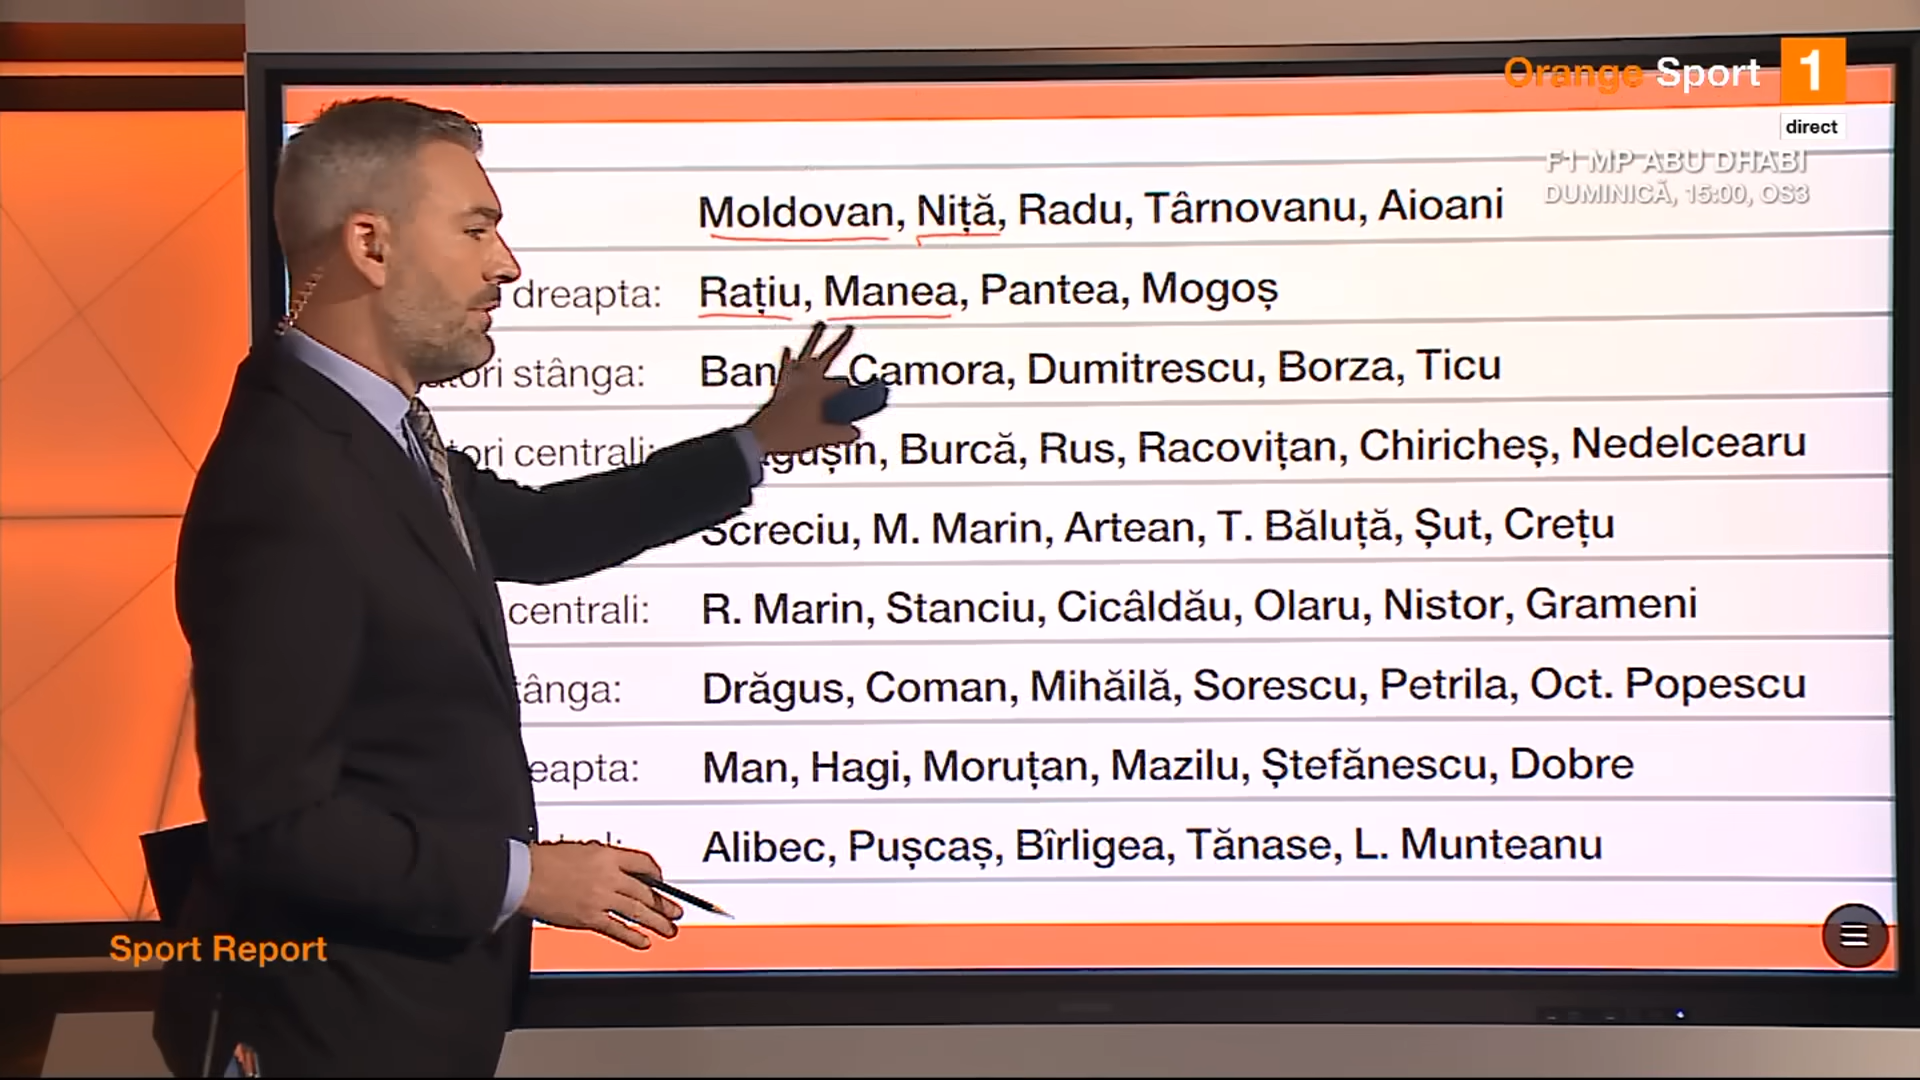 Orange Sport 1
direct
F1 MP ABU DHABI
DUMINICĂ, 15:00, OS3
Moldovan, Niță, Radu, Târnovanu, Aioani
dreapta: Rațiu, Manea, Pantea, Mogoș
stânga: Camora, Dumitrescu, Borza, Ticu
centrali: Burcă, Rus, Racovițan, Chiricheș, Nedelcearu
Screciu, M. Marin, Artean, T. Băluță, Șut, Crețu
centrali: R. Marin, Stanciu, Cicâldău, Olaru, Nistor, Grameni
Drăgus, Coman, Mihăilă, Sorescu, Petrila, Oct. Popescu
Man, Hagi, Moruțan, Mazilu, Ștefănescu, Dobre
Alibec, Pușcaș, Bîrligea, Tănase, L. Munteanu
Sport Report